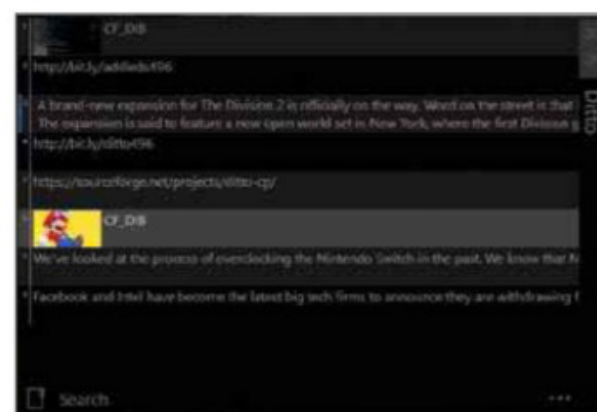 CF_DIB
http://bit.ly/addleds496
A brand-new expansion for The Division 2 is officially on the way. Word on the street is that
The expansion is said to feature a new open world set in New York, where the first Division g
http://bit.ly/ditto496
https://sourceforge.net/projects/ditto-cp/
CF_DIB
We've looked at the process of overclocking the Nintendo Switch in the past. We know that N
Facebook and Intel have become the latest big tech firms to announce they are withdrawing f
Search
Ditto